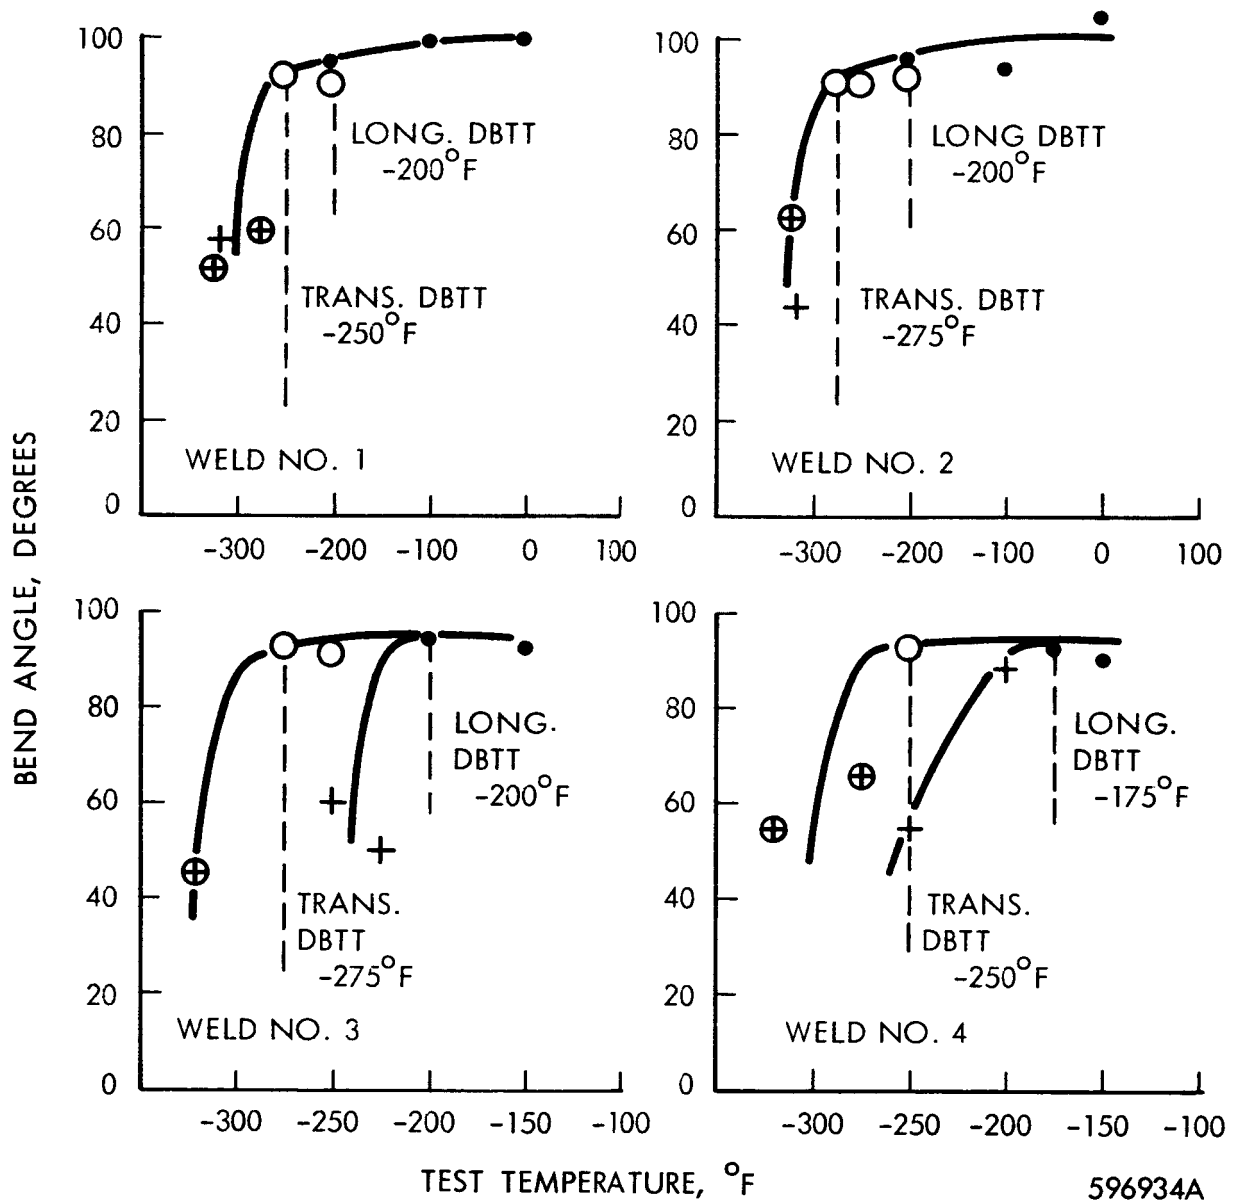 100
80
60
40
20
0
LONG. DBTT
-200°F
TRANS. DBTT
-250°F
WELD NO. 1
-300 -200 -100 0 100
100
80
60
40
20
0
LONG DBTT
-200°F
TRANS. DBTT
-275°F
WELD NO. 2
-300 -200 -100 0 100
BEND ANGLE, DEGREES
100
80
60
40
20
0
LONG.
DBTT
-200°F
TRANS.
DBTT
-275°F
WELD NO. 3
-300 -250 -200 -150 -100
100
80
60
40
20
0
LONG.
DBTT
-175°F
TRANS.
DBTT
-250°F
WELD NO. 4
-300 -250 -200 -150 -100
TEST TEMPERATURE, °F
596934A